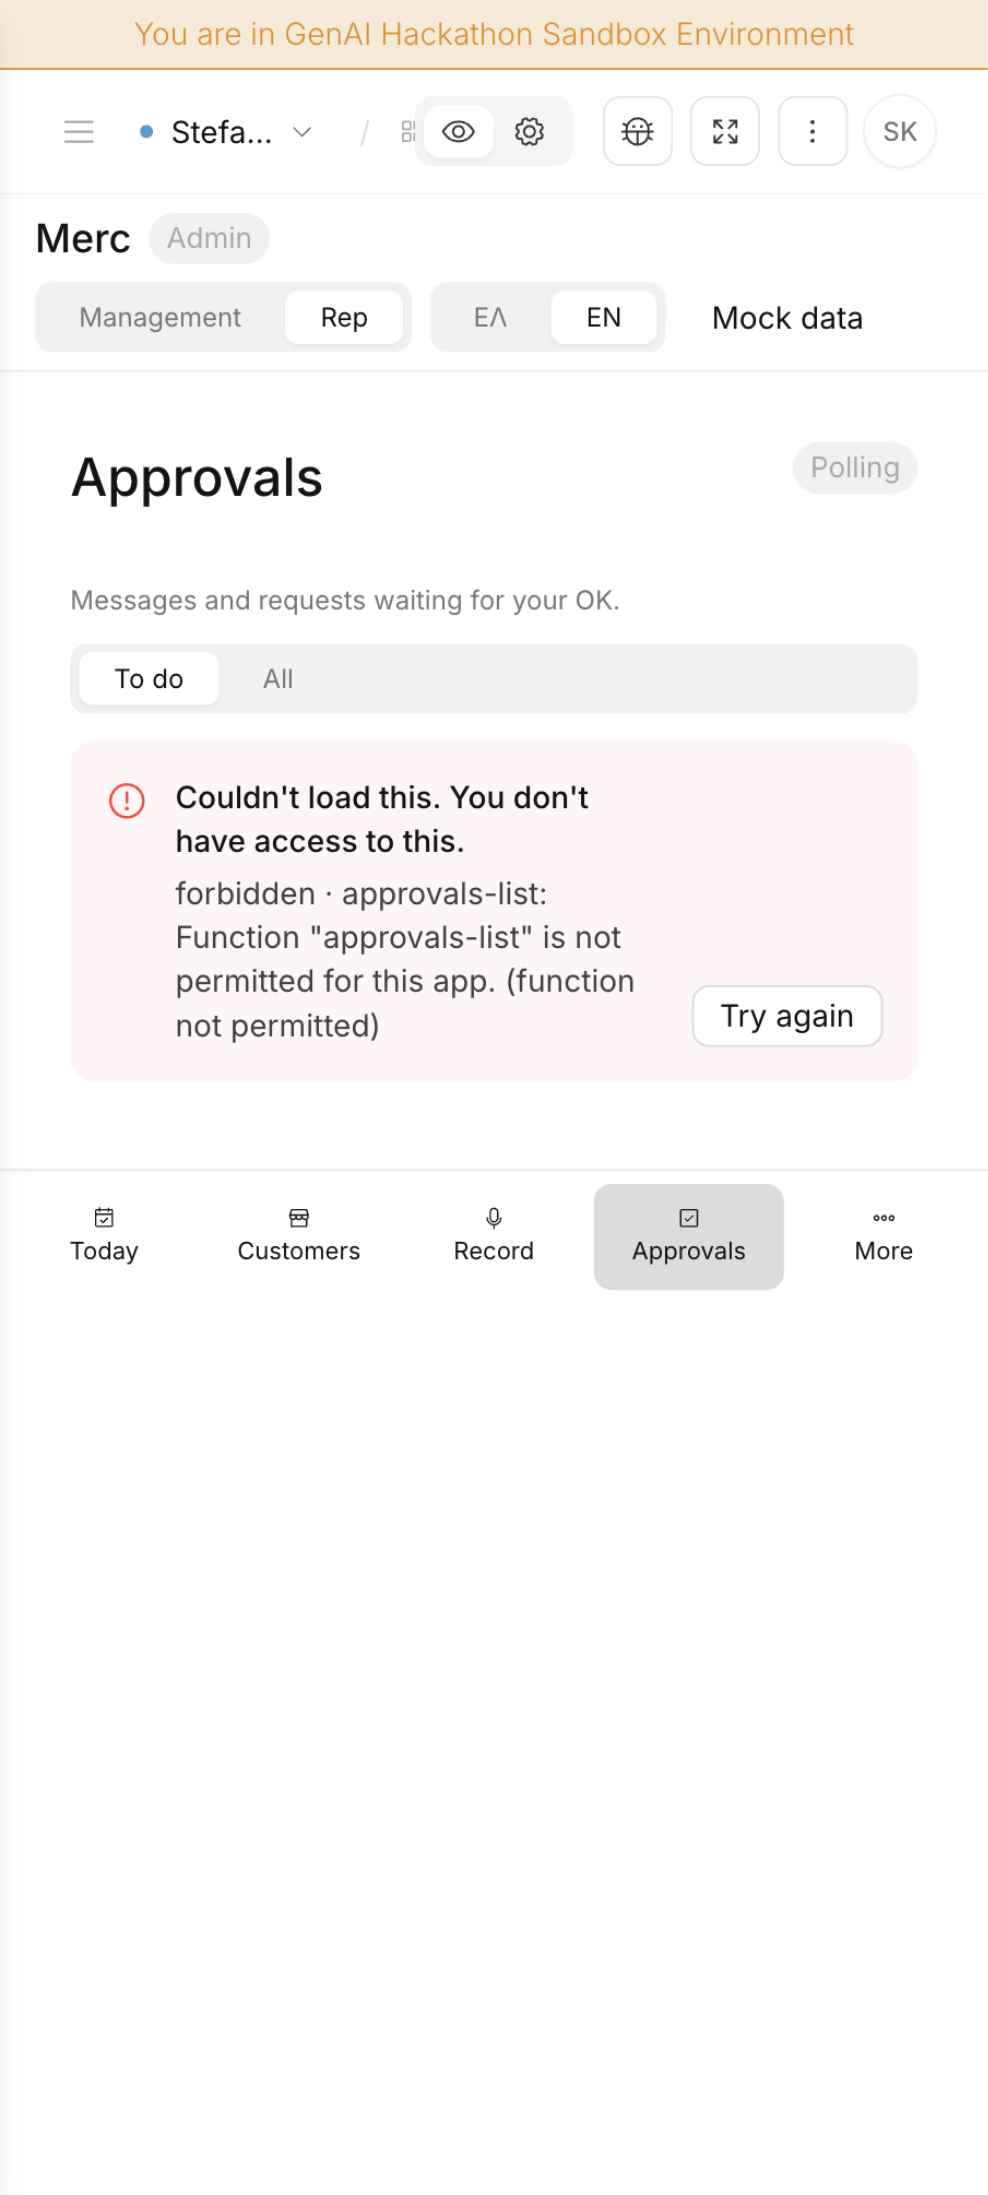 You are in GenAI Hackathon Sandbox Environment
Stefa... / SK
Merc Admin
Management Rep ΕΛ EN Mock data
Approvals Polling
Messages and requests waiting for your OK.
To do All
Couldn't load this. You don't
have access to this.
forbidden · approvals-list:
Function "approvals-list" is not
permitted for this app. (function
not permitted)
Try again
Today Customers Record Approvals More